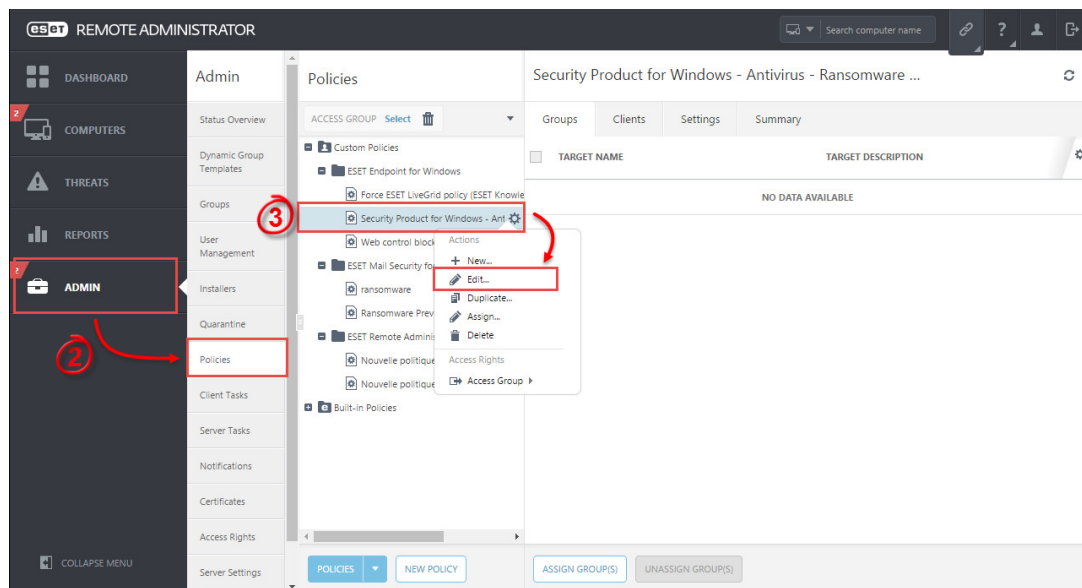 eset REMOTE ADMINISTRATOR
Search computer name
?
DASHBOARD
2
COMPUTERS
THREATS
REPORTS
ADMIN
COLLAPSE MENU
2
Admin
Status Overview
Dynamic Group
Templates
Groups
User
Management
Installers
Quarantine
Policies
Client Tasks
Server Tasks
Notifications
Certificates
Access Rights
Server Settings
Policies
ACCESS GROUP Select
Custom Policies
ESET Endpoint for Windows
Force ESET LiveGrid policy (ESET Knowle
3
Security Product for Windows - Ant
Web control block
ESET Mail Security fo
ransomware
Ransomware Prev
ESET Remote Adminis
Nouvelle politique
Nouvelle politique
Built-in Policies
Actions
New...
Edit...
Duplicate...
Assign...
Delete
Access Rights
Access Group
POLICIES
NEW POLICY
Security Product for Windows - Antivirus - Ransomware ...
Groups Clients Settings Summary
TARGET NAME TARGET DESCRIPTION
NO DATA AVAILABLE
ASSIGN GROUP(S) UNASSIGN GROUP(S)